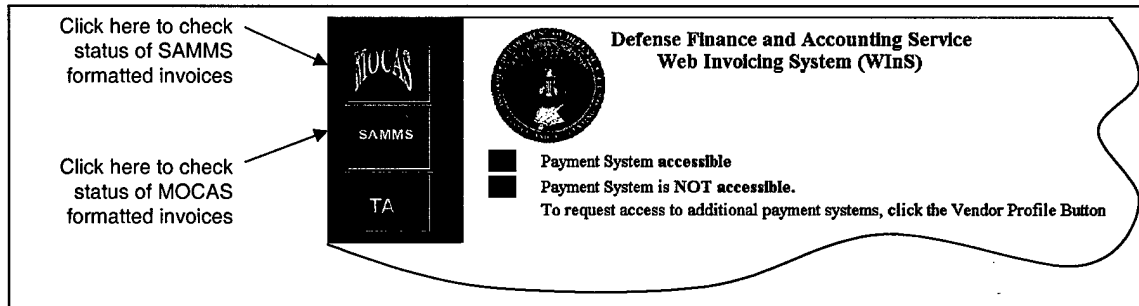 Click here to check
status of SAMMS
formatted invoices
Click here to check
status of MOCAS
formatted invoices
MOCAS
SAMMS
TA
Defense Finance and Accounting Service
Web Invoicing System (WInS)
Payment System accessible
Payment System is NOT accessible.
To request access to additional payment systems, click the Vendor Profile Button